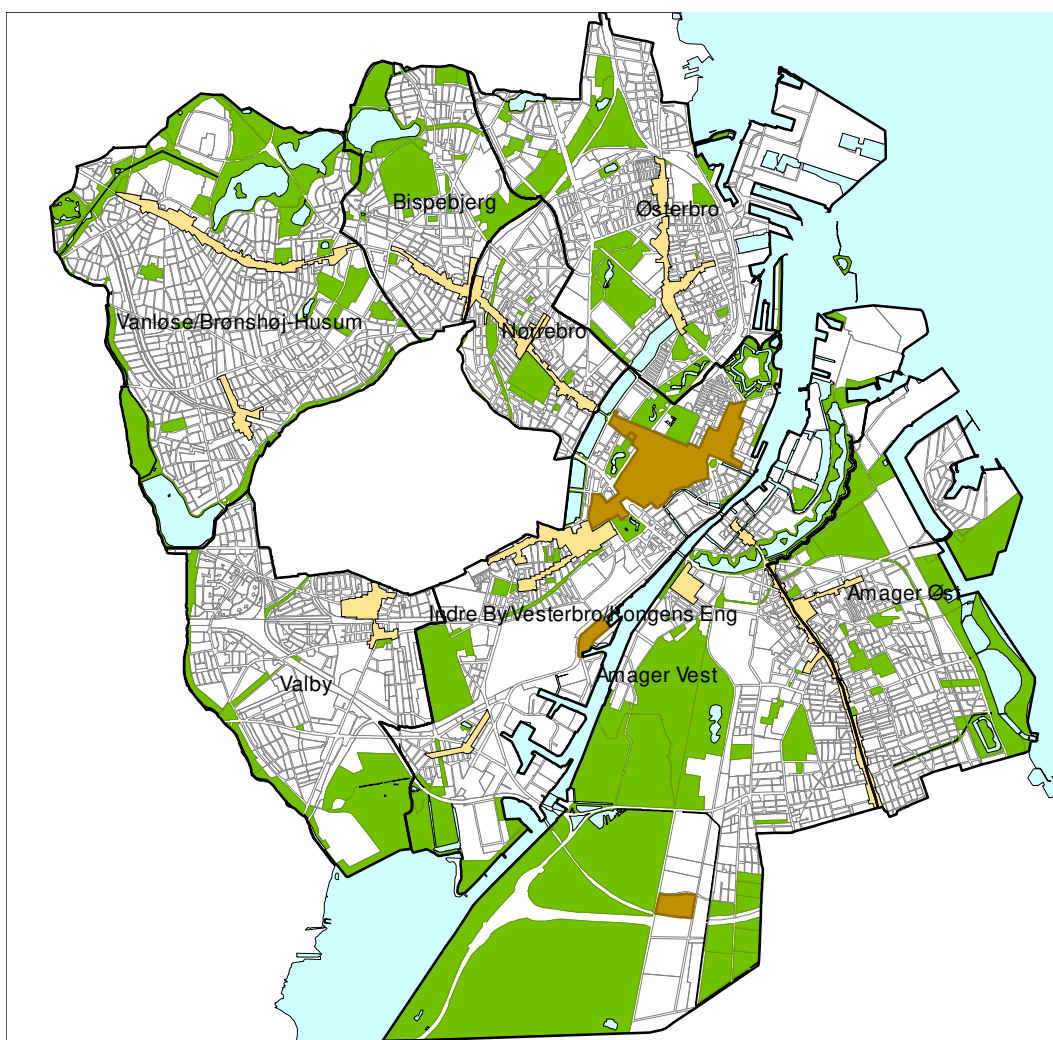 Bispebjerg
Østerbro
Vanløse/Brønshøj-Husum
Nørrebro
Amager Øst
Indre By/Vesterbro/Kongens Eng
Amager Vest
Valby